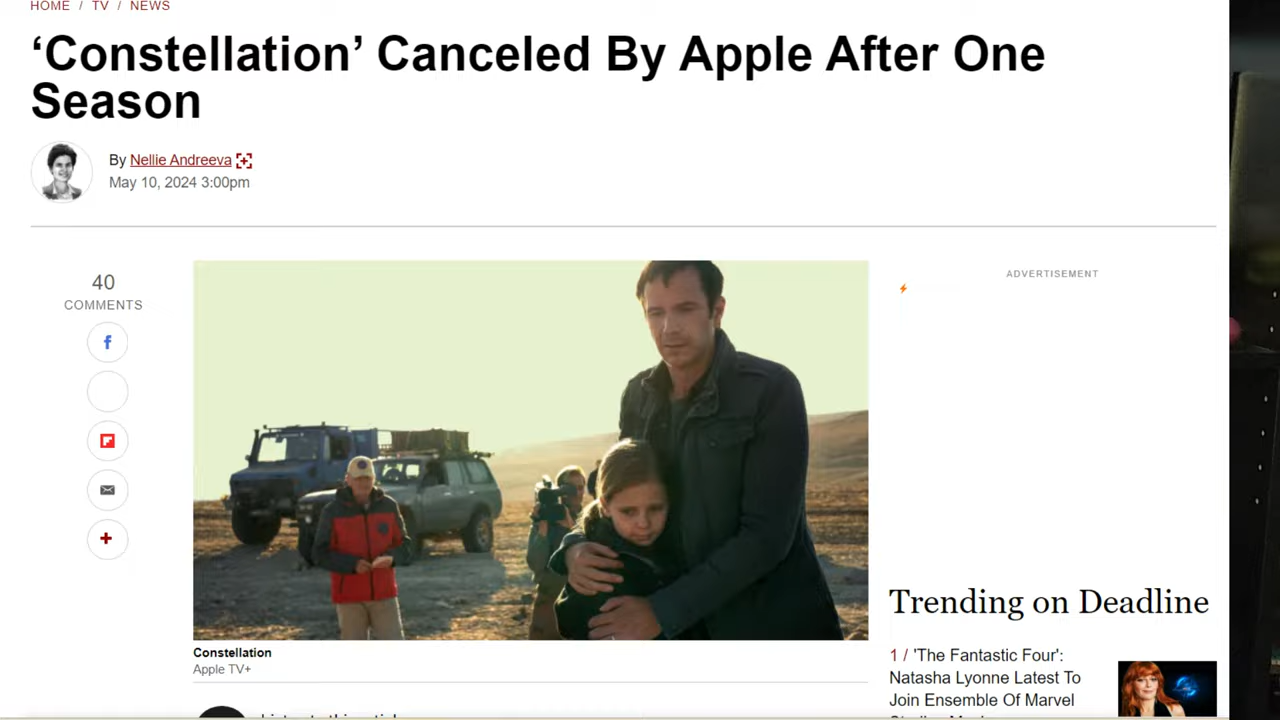 HOME / TV / NEWS
‘Constellation’ Canceled By Apple After One
Season
By Nellie Andreeva
May 10, 2024 3:00pm
40
COMMENTS
ADVERTISEMENT
Constellation
Apple TV+
Trending on Deadline
1 / 'The Fantastic Four':
Natasha Lyonne Latest To
Join Ensemble Of Marvel